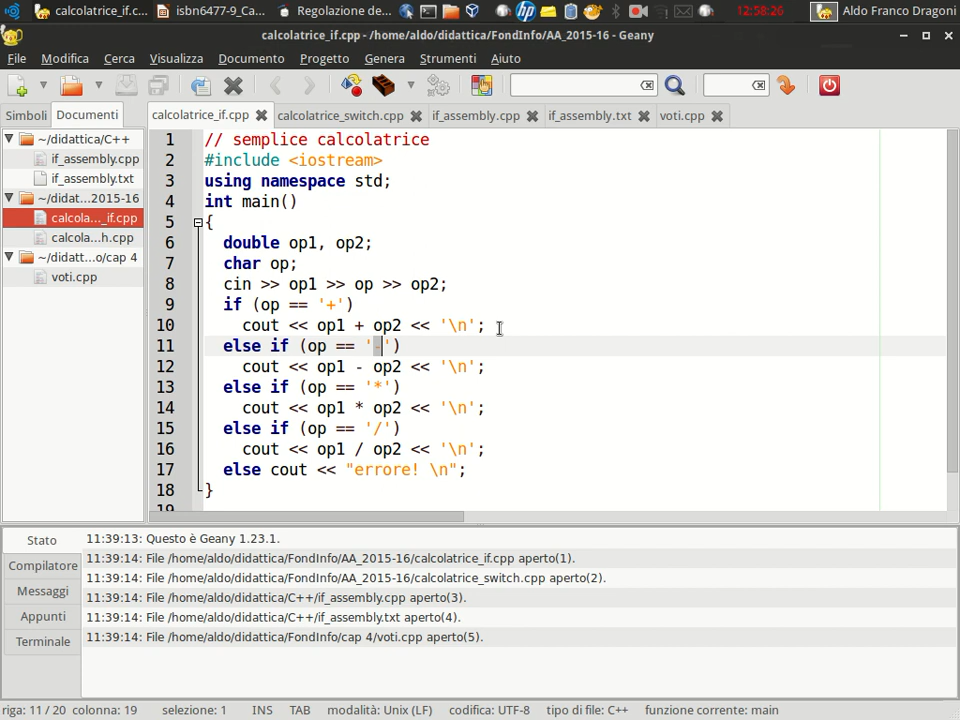 calcolatrice_if.c...
isbn6477-9_Ca...
Regolazione de...
12:58:26
Aldo Franco Dragoni
calcolatrice_if.cpp - /home/aldo/didattica/FondInfo/AA_2015-16 - Geany
File Modifica Cerca Visualizza Documento Progetto Genera Strumenti Aiuto
Simboli Documenti
calcolatrice_if.cpp calcolatrice_switch.cpp if_assembly.cpp if_assembly.txt voti.cpp
~/didattica/C++
if_assembly.cpp
if_assembly.txt
~/didat...2015-16
calcola..._if.cpp
calcola...h.cpp
~/didatt...o/cap 4
voti.cpp
1 // semplice calcolatrice
2 #include <iostream>
3 using namespace std;
4 int main()
5 {
6 double op1, op2;
7 char op;
8 cin >> op1 >> op >> op2;
9 if (op == '+')
10 cout << op1 + op2 << '\n';
11 else if (op == '-')
12 cout << op1 - op2 << '\n';
13 else if (op == '*')
14 cout << op1 * op2 << '\n';
15 else if (op == '/')
16 cout << op1 / op2 << '\n';
17 else cout << "errore! \n";
18 }
19
Stato
Compilatore
Messaggi
Appunti
Terminale
11:39:13: Questo è Geany 1.23.1.
11:39:14: File /home/aldo/didattica/FondInfo/AA_2015-16/calcolatrice_if.cpp aperto(1).
11:39:14: File /home/aldo/didattica/FondInfo/AA_2015-16/calcolatrice_switch.cpp aperto(2).
11:39:14: File /home/aldo/didattica/C++/if_assembly.cpp aperto(3).
11:39:14: File /home/aldo/didattica/C++/if_assembly.txt aperto(4).
11:39:14: File /home/aldo/didattica/FondInfo/cap 4/voti.cpp aperto(5).
riga: 11 / 20 colonna: 19 selezione: 1 INS TAB modalità: Unix (LF) codifica: UTF-8 tipo di file: C++ funzione corrente: main